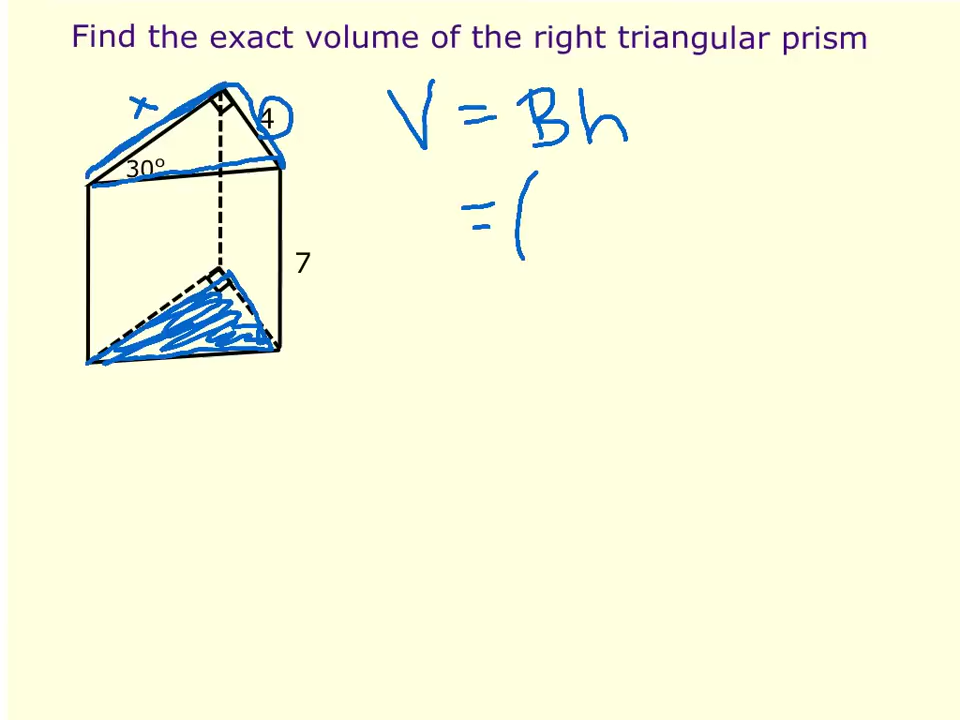 Find the exact volume of the right triangular prism
x
4
V = Bh
30°
= (
7